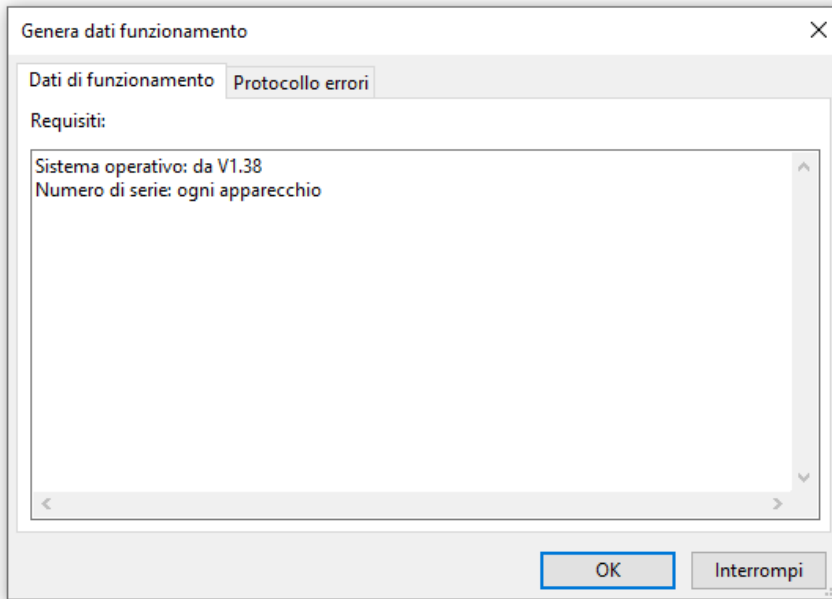 Genera dati funzionamento
Dati di funzionamento
Protocollo errori
Requisiti:
Sistema operativo: da V1.38
Numero di serie: ogni apparecchio
OK
Interrompi